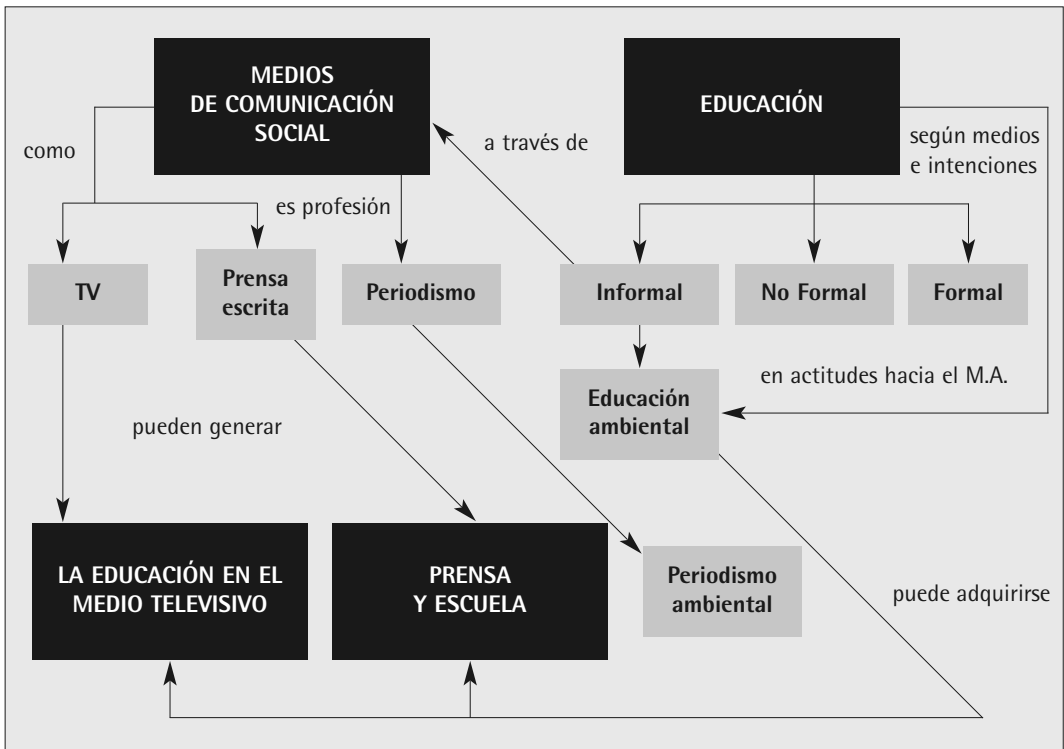 MEDIOS
DE COMUNICACIÓN
SOCIAL
EDUCACIÓN
como
a través de
según medios
e intenciones
es profesión
TV
Prensa
escrita
Periodismo
Informal
No Formal
Formal
en actitudes hacia el M.A.
Educación
ambiental
pueden generar
LA EDUCACIÓN EN EL
MEDIO TELEVISIVO
PRENSA
Y ESCUELA
Periodismo
ambiental
puede adquirirse